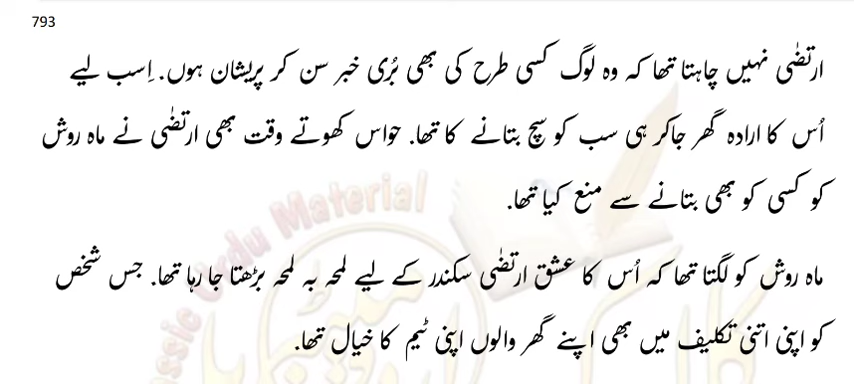 793
ارتضٰی نہیں چاہتا تھا کہ وہ لوگ کسی طرح کی بھی بُری خبر سن کر پریشان ہوں. اِسب لیے
اُس کا ارادہ گھر جاکر ہی سب کو سچ بتانے کا تھا. حواس کھوتے وقت بھی ارتضٰی نے ماہ روش
کو کسی کو بھی بتانے سے منع کیا تھا.
ماہ روش کو لگتا تھا کہ اُس کا عشق ارتضٰی سکندر کے لیے لمحہ بہ لمحہ بڑھتا جا رہا تھا. جس شخص
کو اپنی اتنی تکلیف میں بھی اپنے گھر والوں اپنی ٹیم کا خیال تھا.
Classic Urdu Material